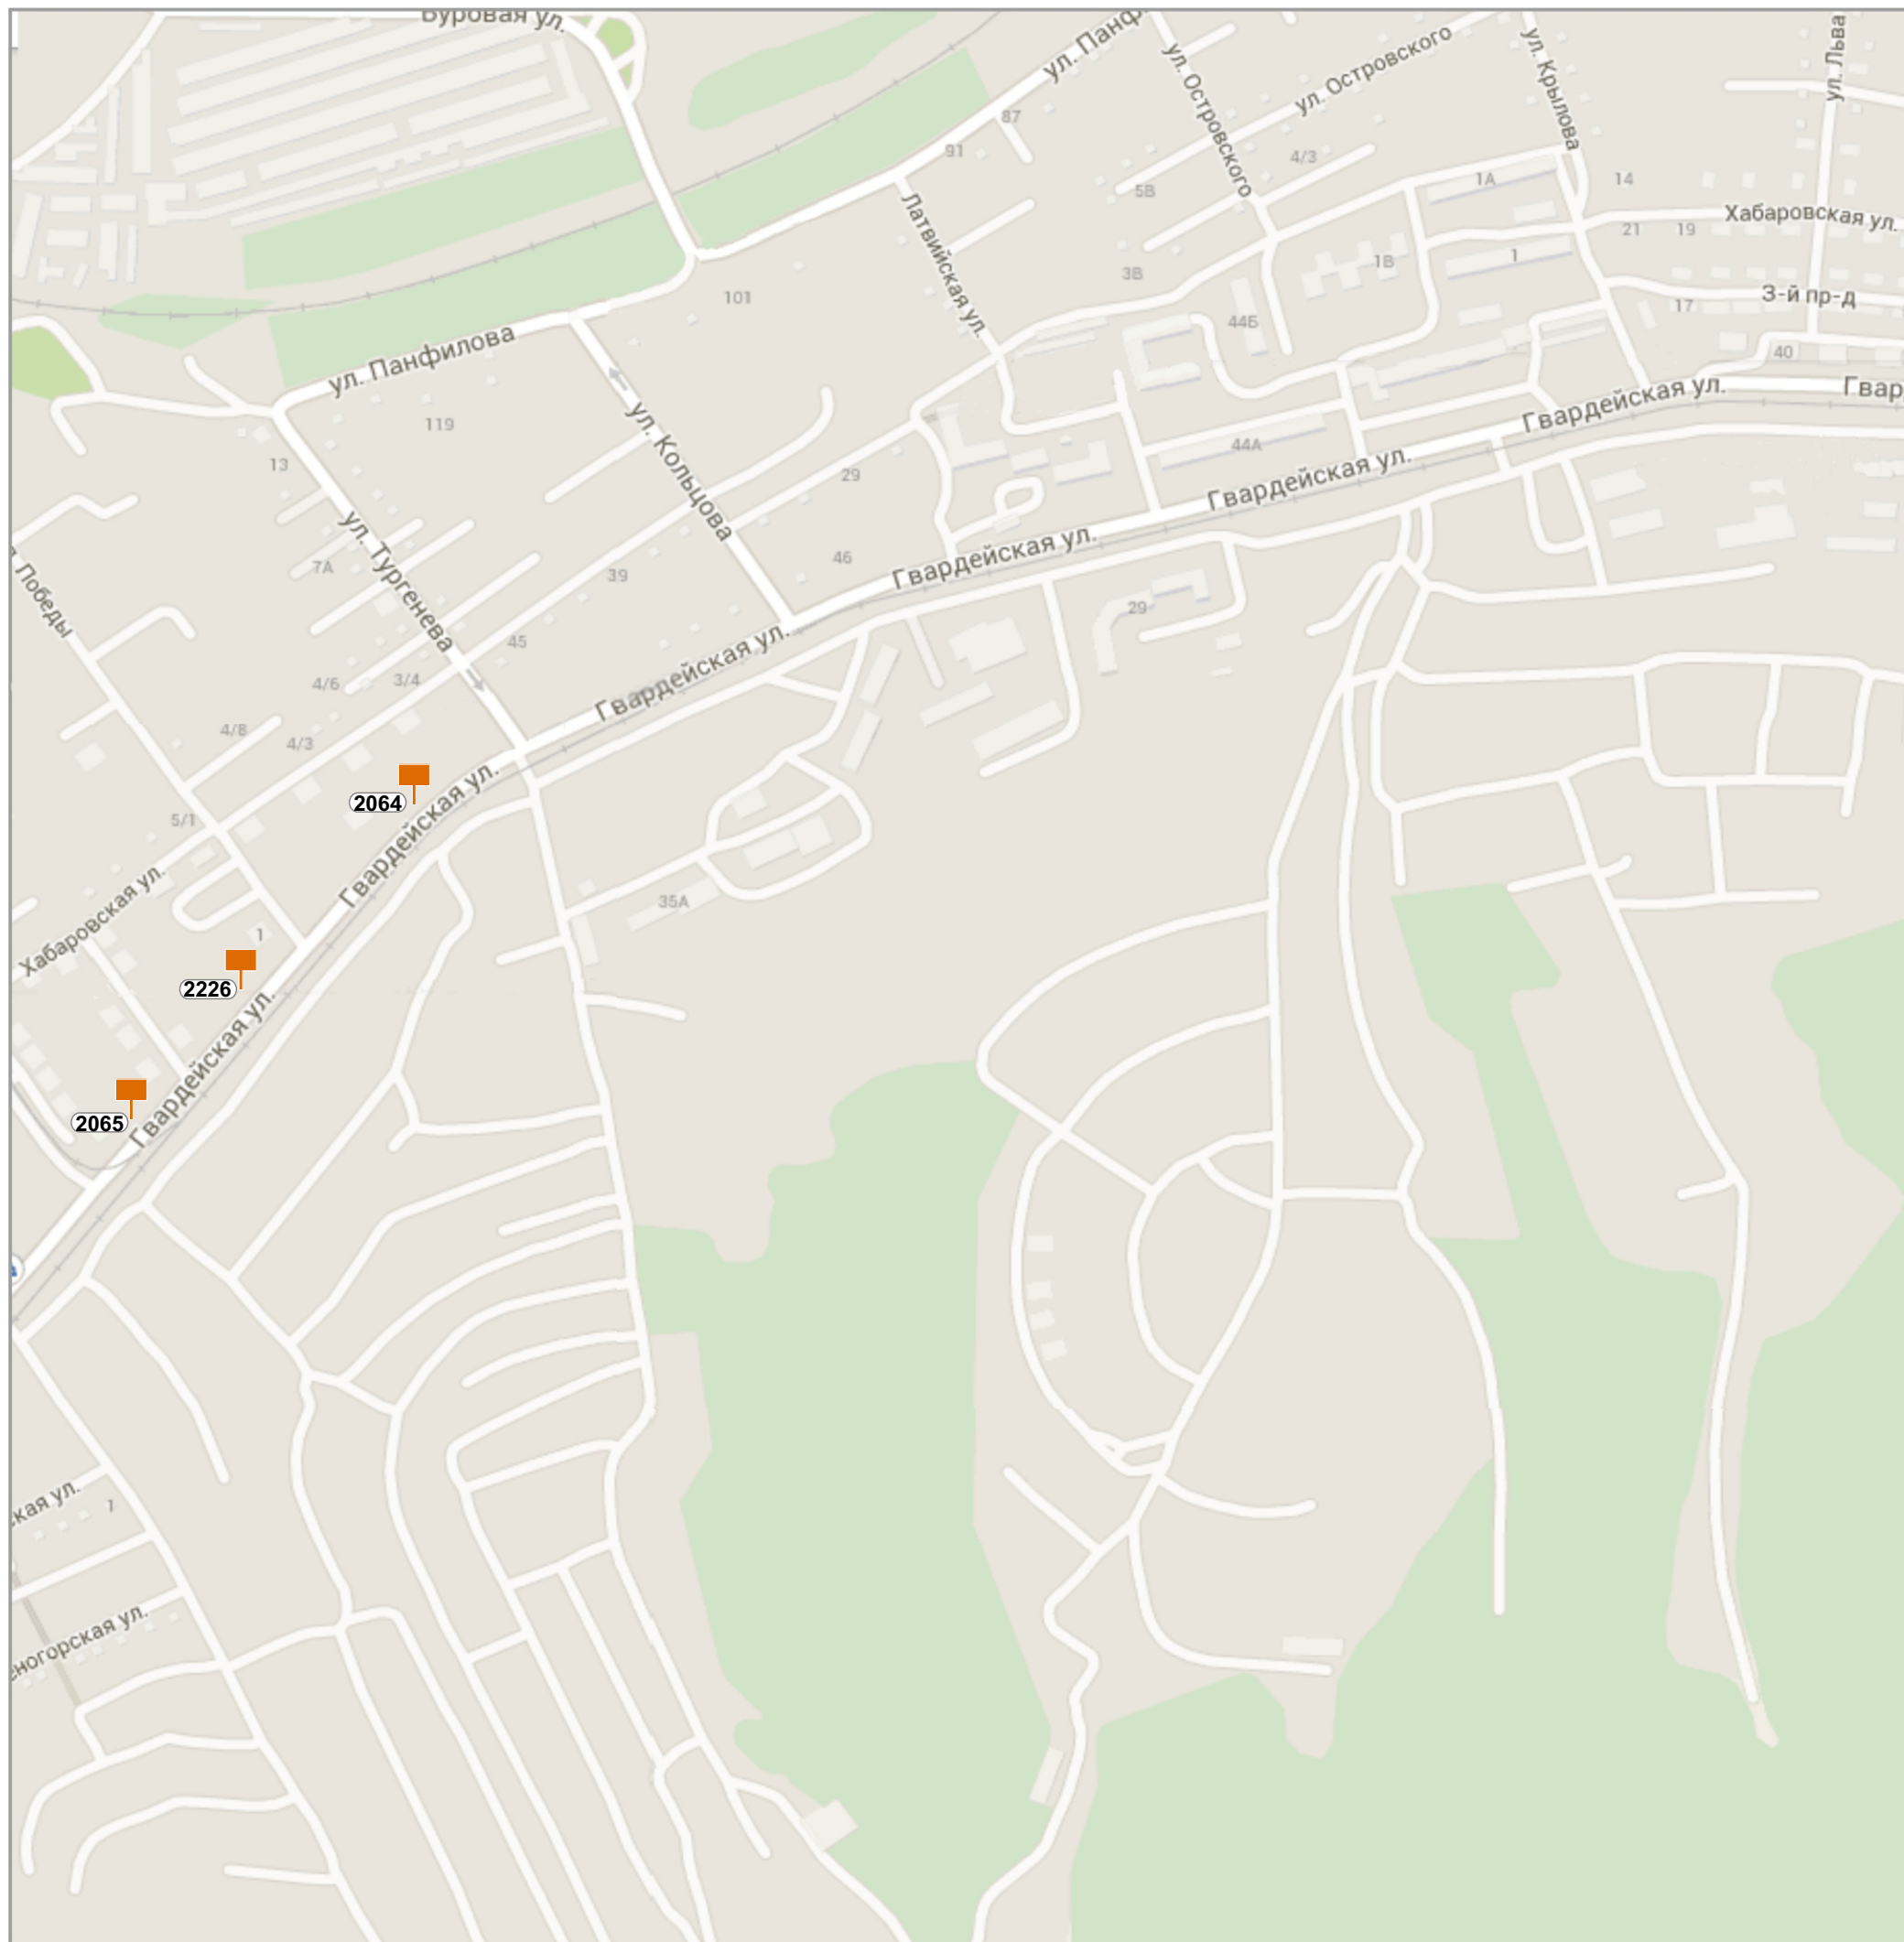 Буровая ул.
ул. Панф
ул. Островского
ул. Островского
ул. Крылова
ул. Льва
87
91
5В
4/3
1А
14
Хабаровская ул.
21
19
Латвийская ул.
3В
1В
1
101
17
3-й пр-д
44Б
40
ул. Панфилова
Гвардейская ул.
Гвар
119
ул. Кольцова
44А
13
29
Гвардейская ул.
46
Гвардейская ул.
ул. Тургенева
7А
39
29
Победы
45
Гвардейская ул.
4/6
3/4
4/8
4/3
2064
Гвардейская ул.
5/1
Хабаровская ул.
35А
1
2226
Гвардейская ул.
2065
ская ул.
1
ногорская ул.